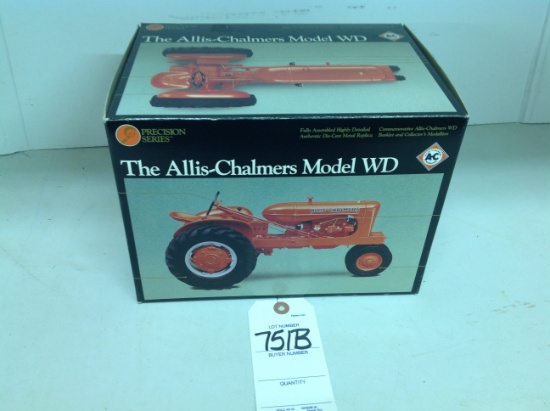 The Allis-Chalmers Model WD
PRECISION
SERIES
Fully Assembled Highly Detailed
Authentic Die-Cast Metal Replica
Commemorative Allis-Chalmers WD
Booklet and Collector's Medallion
The Allis-Chalmers Model WD
A-C
LOT NUMBER
751B
BUYER NUMBER
QUANTITY